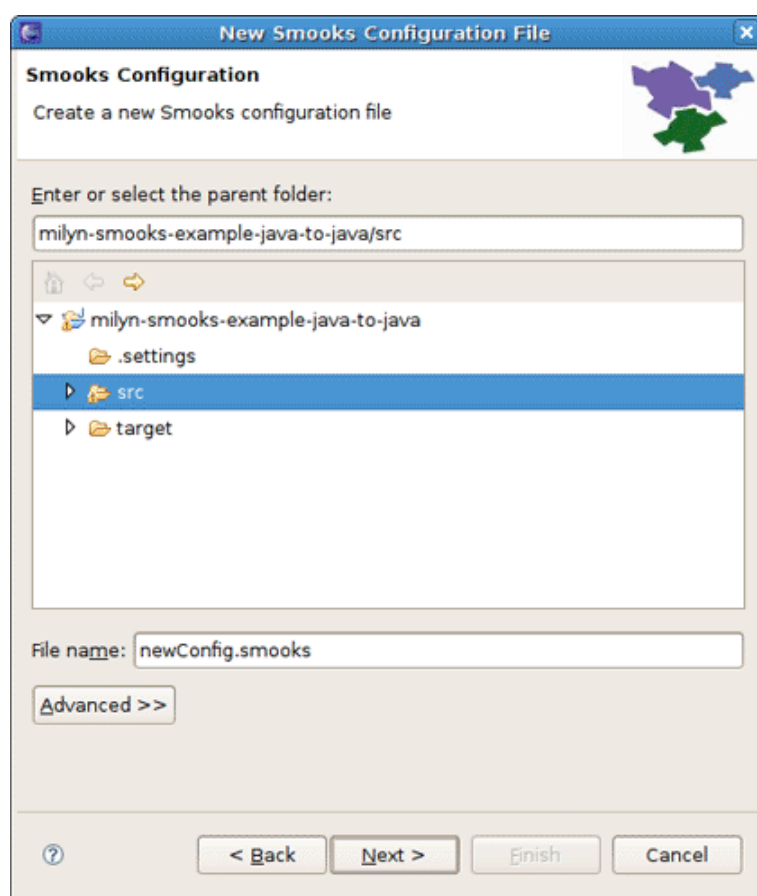 New Smooks Configuration File
Smooks Configuration
Create a new Smooks configuration file
Enter or select the parent folder:
milyn-smooks-example-java-to-java/src
milyn-smooks-example-java-to-java
.settings
src
target
File name: newConfig.smooks
Advanced >>
< Back Next > Finish Cancel